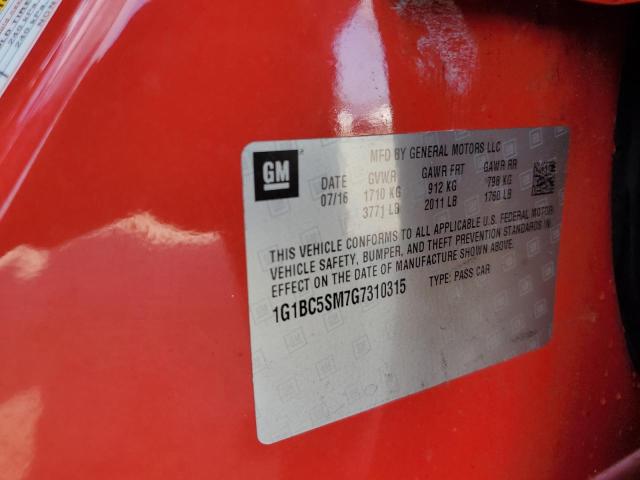 GM
MFD BY GENERAL MOTORS LLC
DATE GVWR GAWR FRT GAWR RR
07/16 1710 KG 912 KG 798 KG
3771 LB 2011 LB 1760 LB
THIS VEHICLE CONFORMS TO ALL APPLICABLE U.S. FEDERAL MOTOR
VEHICLE SAFETY, BUMPER, AND THEFT PREVENTION STANDARDS IN
EFFECT ON THE DATE OF MANUFACTURE SHOWN ABOVE.
1G1BC5SM7G7310315 TYPE: PASS CAR